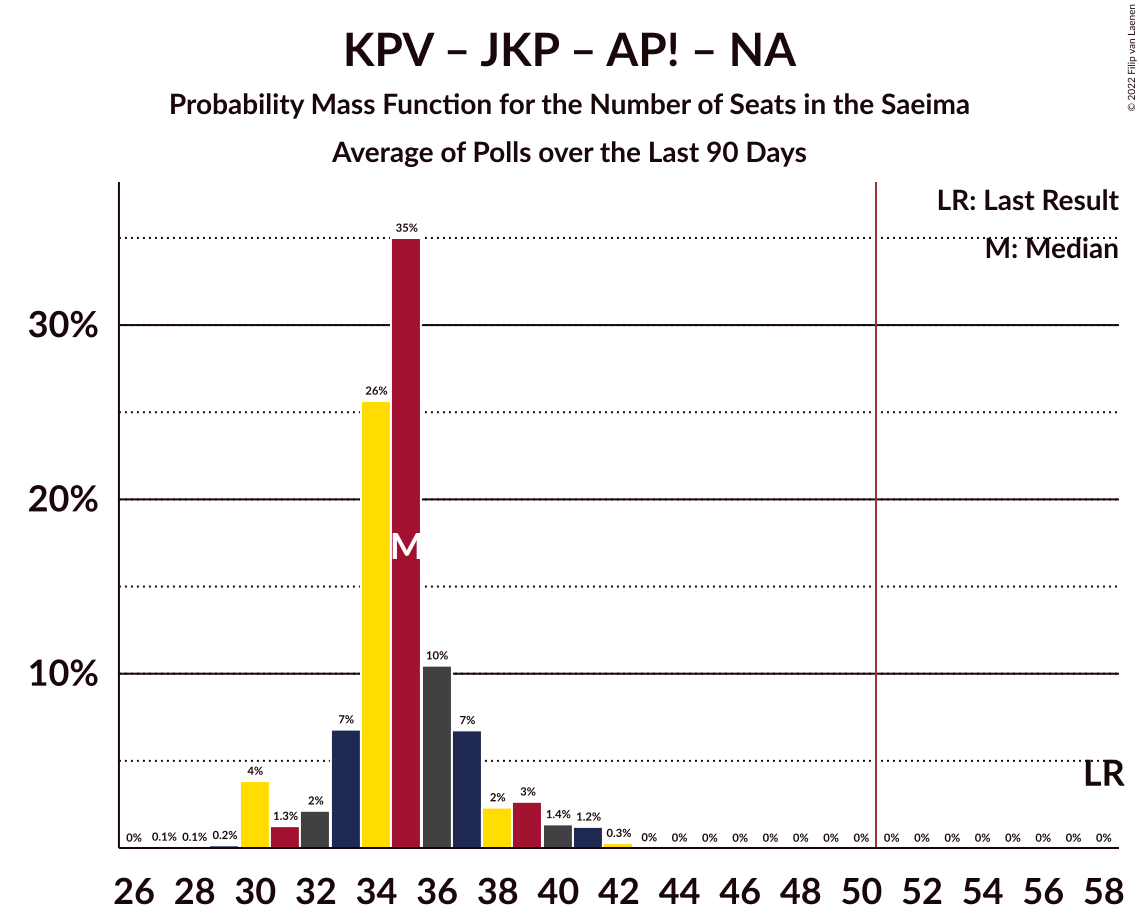 KPV – JKP – AP! – NA
Probability Mass Function for the Number of Seats in the Saeima
Average of Polls over the Last 90 Days
© 2022 Filip van Laenen
LR: Last Result
M: Median
30%
20%
10%
0% 0.1% 0.1% 0.2% 4% 1.3% 2% 7% 26% 35% 10% 7% 2% 3% 1.4% 1.2% 0.3% 0% 0% 0% 0% 0% 0% 0% 0% 0% 0% 0% 0% 0% 0% 0% 0%
M
LR
26 28 30 32 34 36 38 40 42 44 46 48 50 52 54 56 58